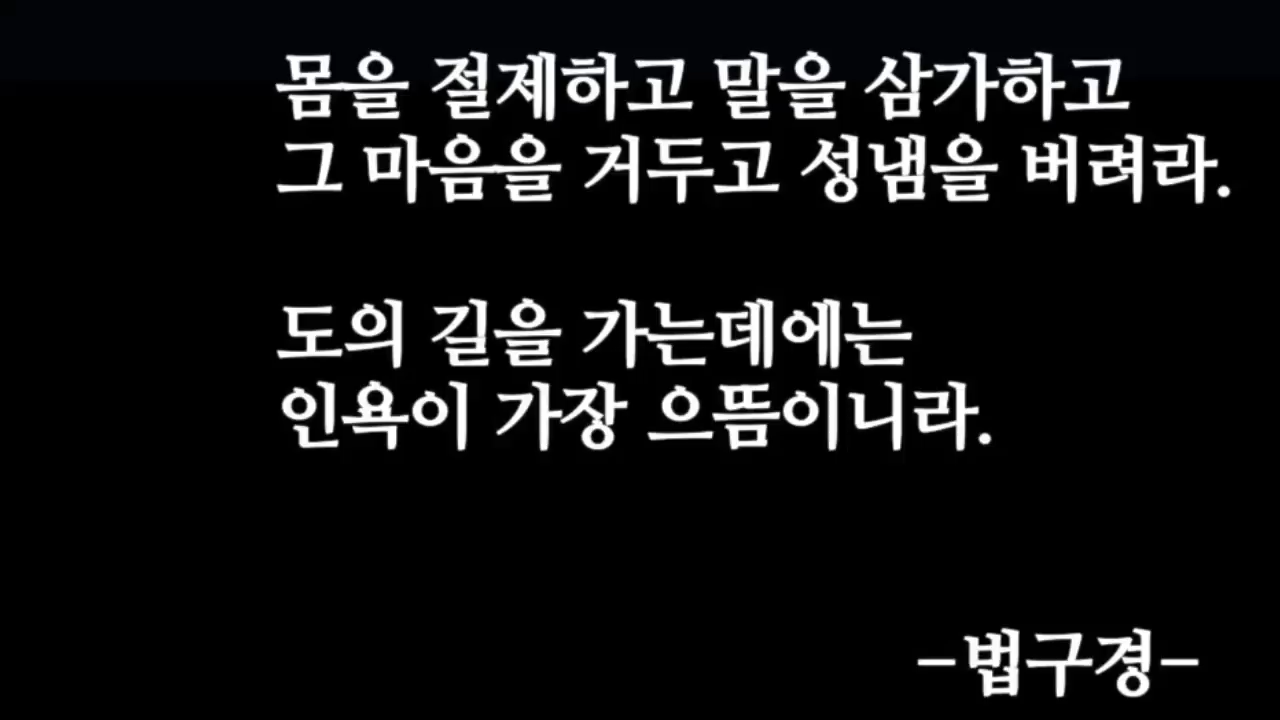 몸을 절제하고 말을 삼가하고
그 마음을 거두고 성냄을 버려라.
도의 길을 가는데에는
인욕이 가장 으뜸이니라.
-법구경-